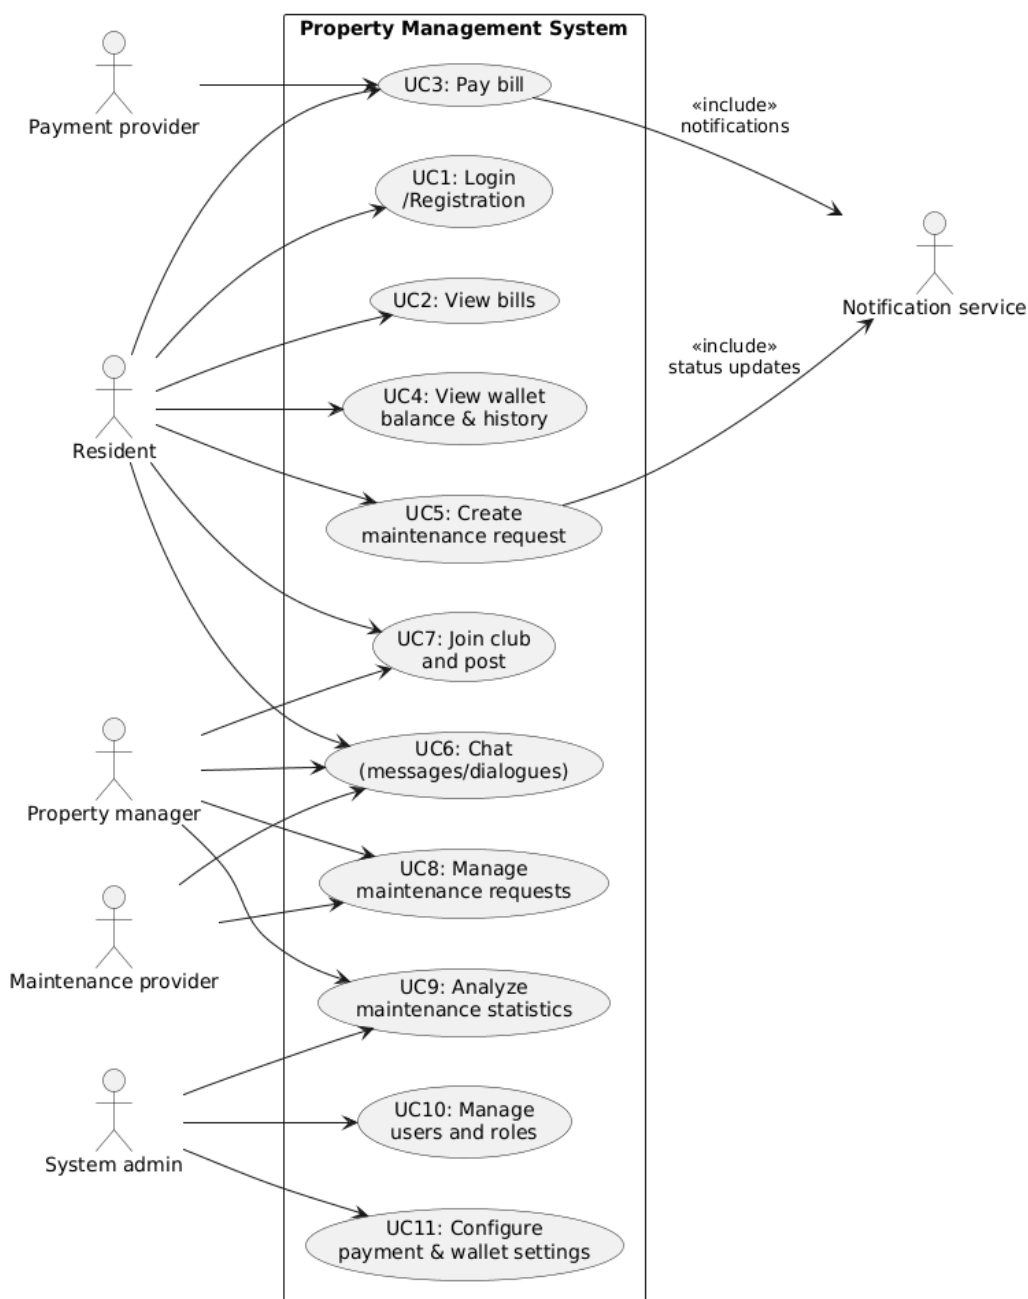 Property Management System
Payment provider
UC3: Pay bill
«include»
notifications
UC1: Login
/Registration
Notification service
UC2: View bills
«include»
status updates
Resident
UC4: View wallet
balance & history
UC5: Create
maintenance request
UC7: Join club
and post
Property manager
UC6: Chat
(messages/dialogues)
UC8: Manage
maintenance requests
Maintenance provider
UC9: Analyze
maintenance statistics
System admin
UC10: Manage
users and roles
UC11: Configure
payment & wallet settings